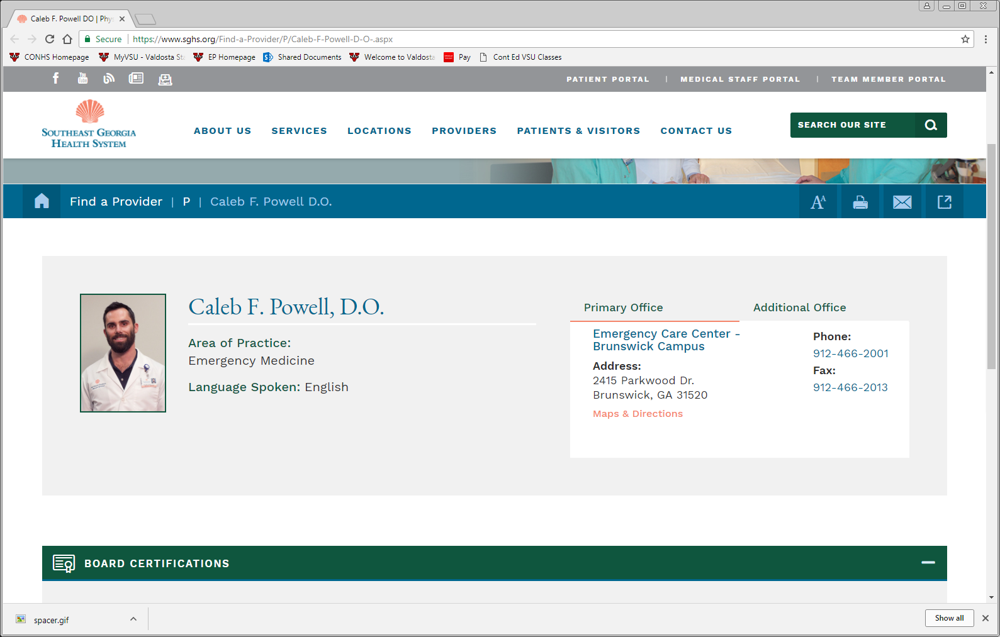 Caleb F. Powell DO | Phy
Secure
https://www.sghs.org/Find-a-Provider/P/Caleb-F-Powell-D-O-.aspx
CONHS Homepage
MyVSU - Valdosta St
EP Homepage
Shared Documents
Welcome to Valdosta
Pay
Cont Ed VSU Classes
PATIENT PORTAL | MEDICAL STAFF PORTAL | TEAM MEMBER PORTAL
SOUTHEAST GEORGIA
HEALTH SYSTEM
ABOUT US
SERVICES
LOCATIONS
PROVIDERS
PATIENTS & VISITORS
CONTACT US
SEARCH OUR SITE
Find a Provider | P | Caleb F. Powell D.O.
Caleb F. Powell, D.O.
Area of Practice:
Emergency Medicine
Language Spoken: English
Primary Office
Additional Office
Emergency Care Center -
Brunswick Campus
Address:
2415 Parkwood Dr.
Brunswick, GA 31520
Maps & Directions
Phone:
912-466-2001
Fax:
912-466-2013
BOARD CERTIFICATIONS
spacer.gif
Show all